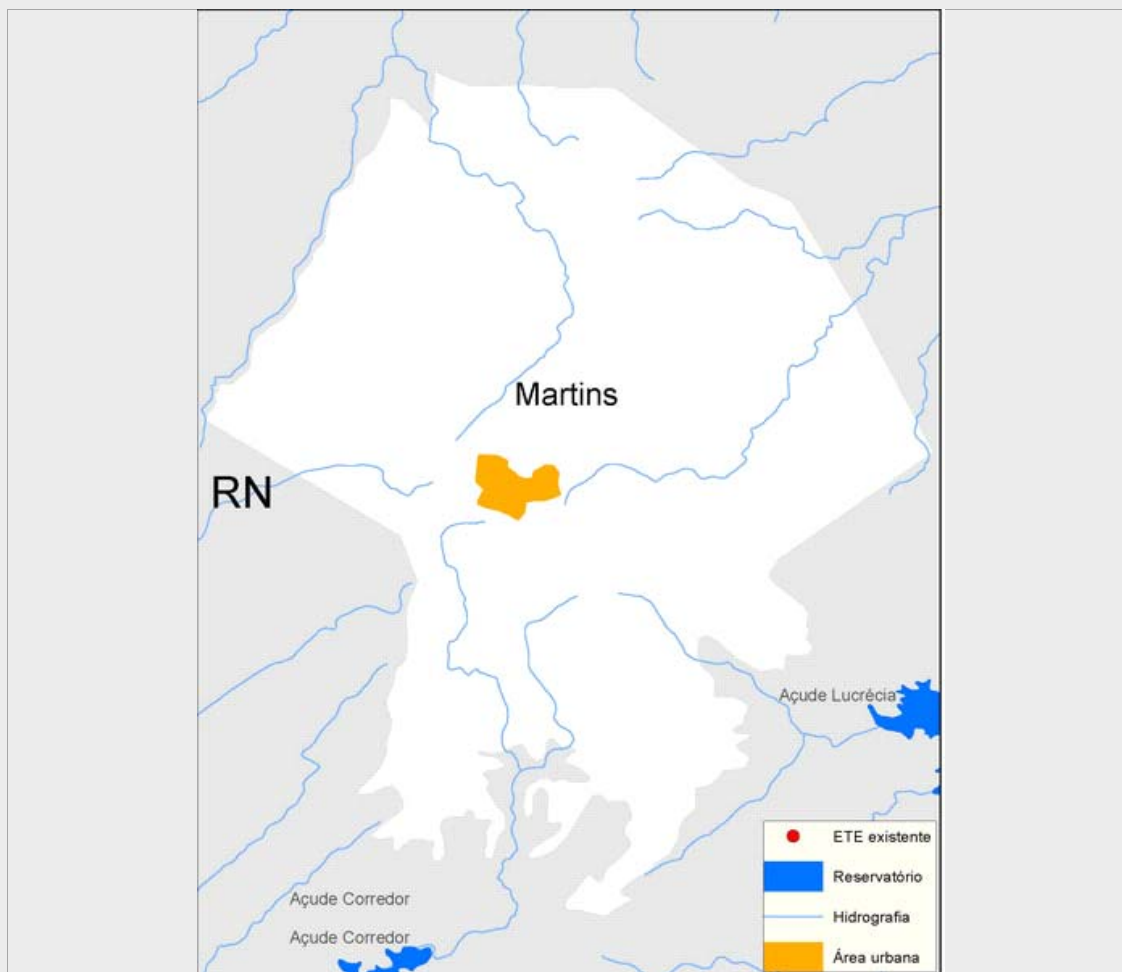 Martins
RN
Açude Lucrécia
Açude Corredor
Açude Corredor
ETE existente
Reservatório
Hidrografia
Área urbana